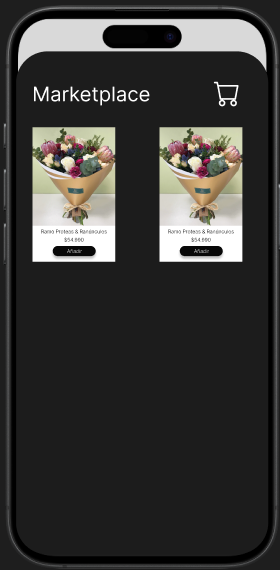 Marketplace
Ramo Proteas & Ranúnculos
$54.990
Añadir
Ramo Proteas & Ranúnculos
$54.990
Añadir